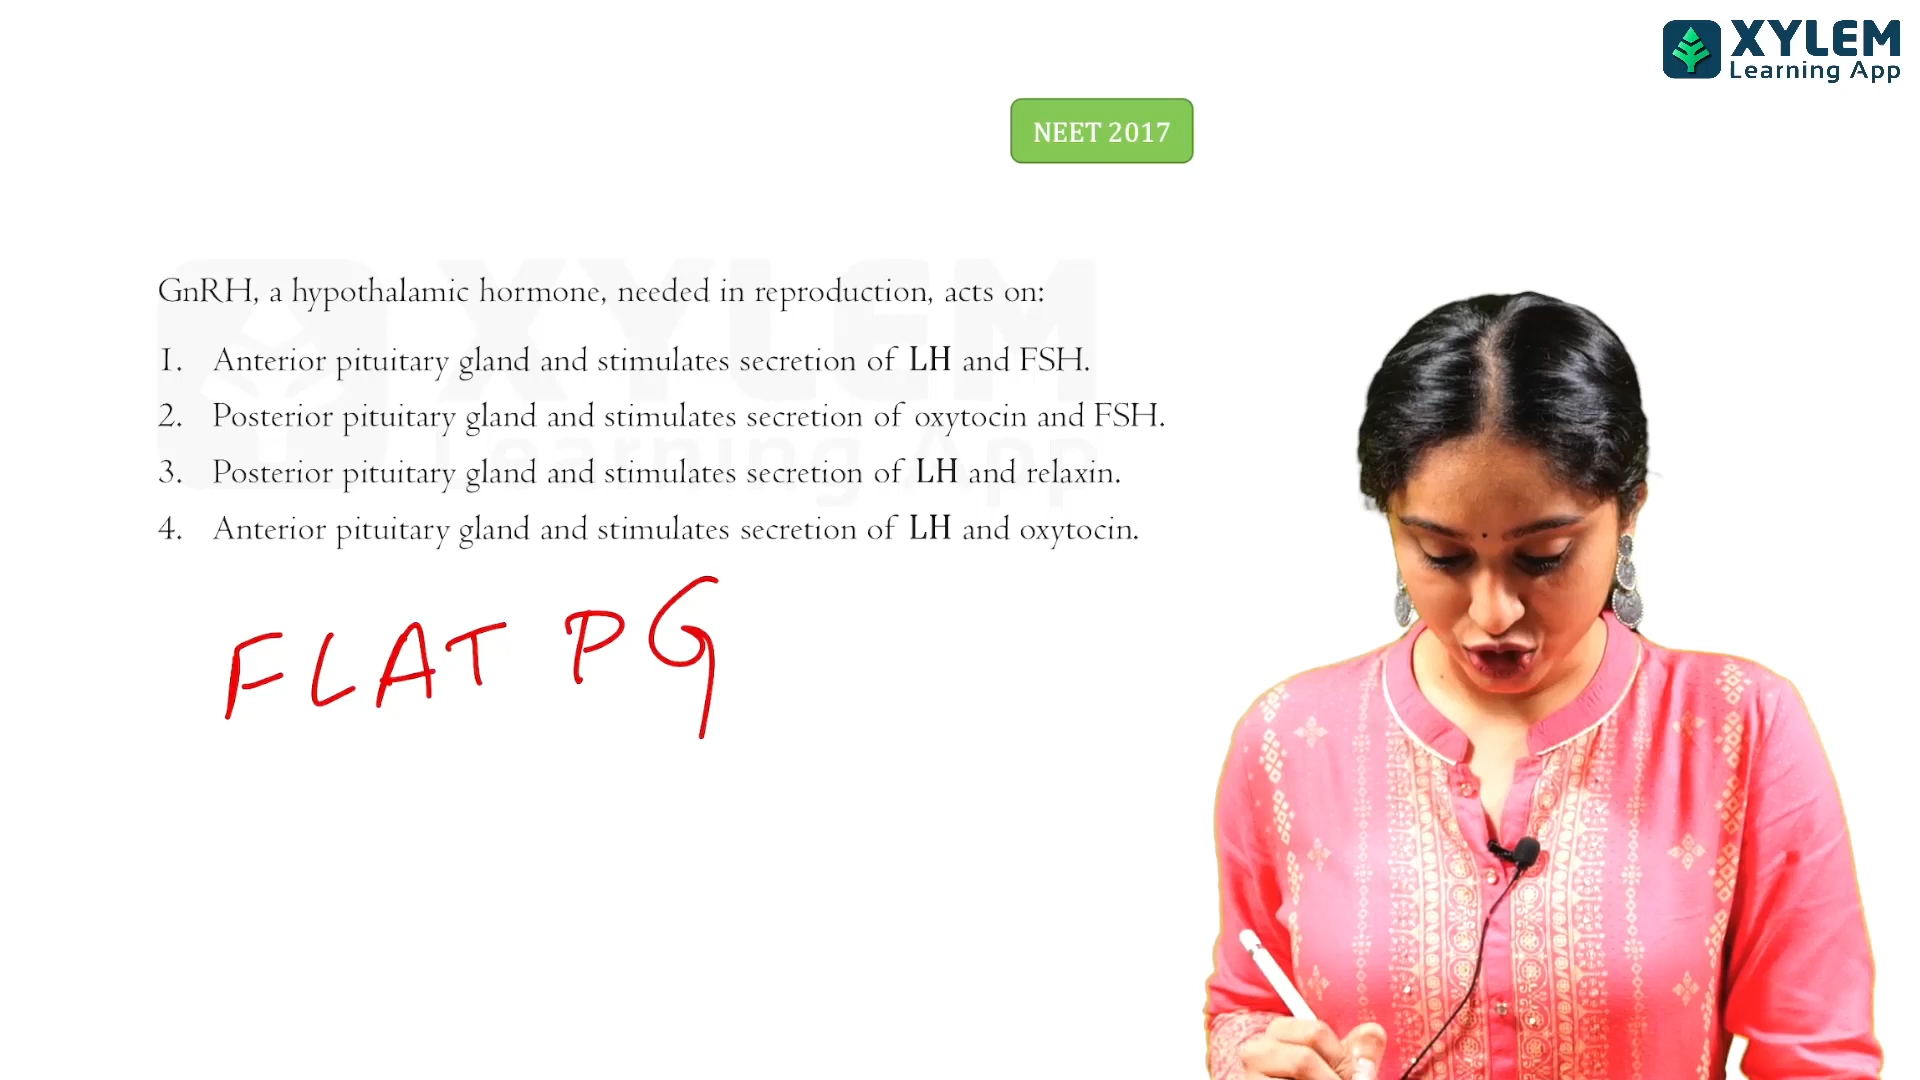 XYLEM
Learning App
NEET 2017
GnRH, a hypothalamic hormone, needed in reproduction, acts on:
1. Anterior pituitary gland and stimulates secretion of LH and FSH.
2. Posterior pituitary gland and stimulates secretion of oxytocin and FSH.
3. Posterior pituitary gland and stimulates secretion of LH and relaxin.
4. Anterior pituitary gland and stimulates secretion of LH and oxytocin.
FLAT PG
XYLEM
Learning App